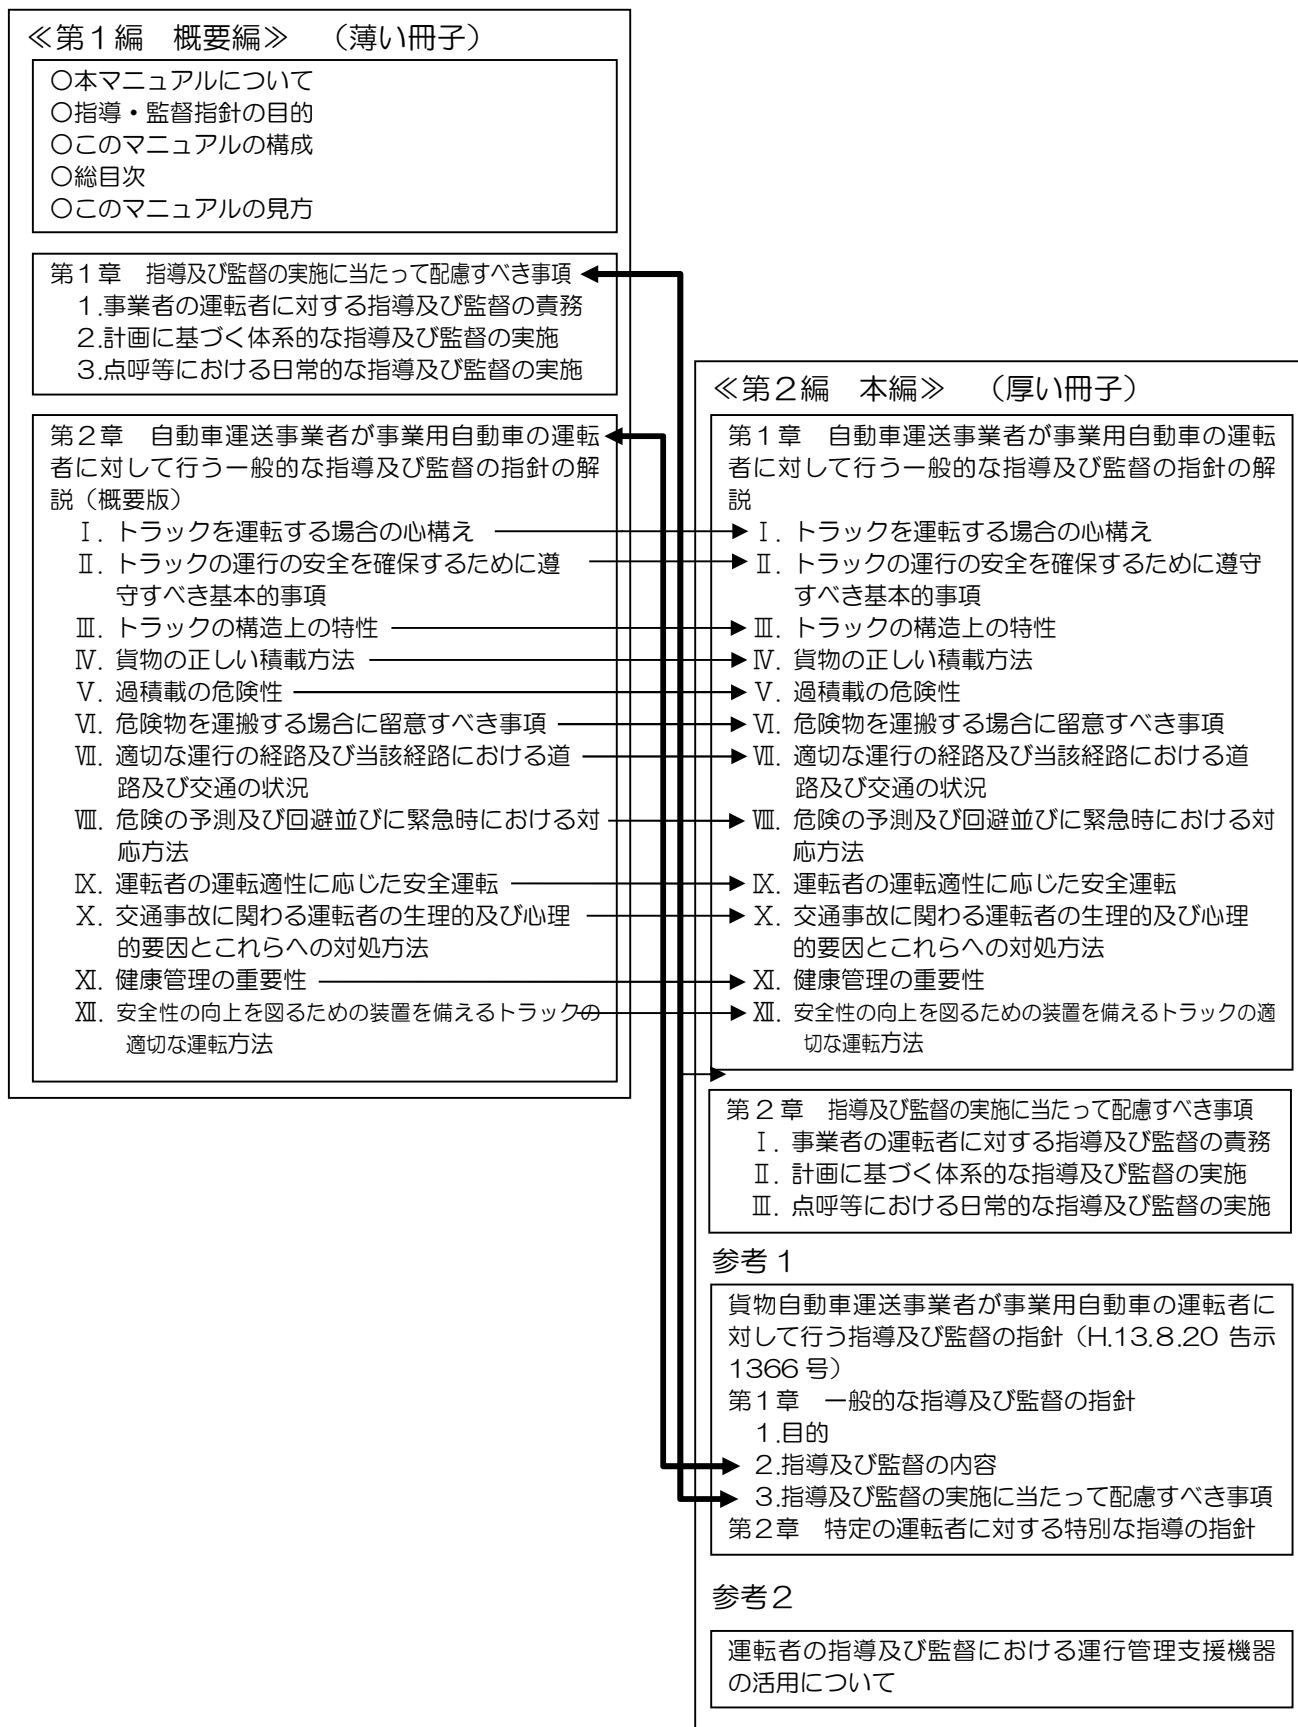 ≪第1編　概要編≫　（薄い冊子）
○本マニュアルについて
○指導・監督指針の目的
○このマニュアルの構成
○総目次
○このマニュアルの見方
第1章　指導及び監督の実施に当たって配慮すべき事項
1.事業者の運転者に対する指導及び監督の責務
2.計画に基づく体系的な指導及び監督の実施
3.点呼等における日常的な指導及び監督の実施
第2章　自動車運送事業者が事業用自動車の運転
者に対して行う一般的な指導及び監督の指針の解
説（概要版）
Ⅰ. トラックを運転する場合の心構え
Ⅱ. トラックの運行の安全を確保するために遵
守すべき基本的事項
Ⅲ. トラックの構造上の特性
Ⅳ. 貨物の正しい積載方法
Ⅴ. 過積載の危険性
Ⅵ. 危険物を運搬する場合に留意すべき事項
Ⅶ. 適切な運行の経路及び当該経路における道
路及び交通の状況
Ⅷ. 危険の予測及び回避並びに緊急時における対
応方法
Ⅸ. 運転者の運転適性に応じた安全運転
Ⅹ. 交通事故に関わる運転者の生理的及び心理
的要因とこれらへの対処方法
Ⅺ. 健康管理の重要性
Ⅻ. 安全性の向上を図るための装置を備えるトラックの
適切な運転方法
≪第2編　本編≫　（厚い冊子）
第1章　自動車運送事業者が事業用自動車の運転
者に対して行う一般的な指導及び監督の指針の解
説
Ⅰ. トラックを運転する場合の心構え
Ⅱ. トラックの運行の安全を確保するために遵守
すべき基本的事項
Ⅲ. トラックの構造上の特性
Ⅳ. 貨物の正しい積載方法
Ⅴ. 過積載の危険性
Ⅵ. 危険物を運搬する場合に留意すべき事項
Ⅶ. 適切な運行の経路及び当該経路における道
路及び交通の状況
Ⅷ. 危険の予測及び回避並びに緊急時における対
応方法
Ⅸ. 運転者の運転適性に応じた安全運転
Ⅹ. 交通事故に関わる運転者の生理的及び心理
的要因とこれらへの対処方法
Ⅺ. 健康管理の重要性
Ⅻ. 安全性の向上を図るための装置を備えるトラックの適
切な運転方法
第2章　指導及び監督の実施に当たって配慮すべき事項
Ⅰ. 事業者の運転者に対する指導及び監督の責務
Ⅱ. 計画に基づく体系的な指導及び監督の実施
Ⅲ. 点呼等における日常的な指導及び監督の実施
参考1
貨物自動車運送事業者が事業用自動車の運転者に
対して行う指導及び監督の指針（H.13.8.20 告示
1366号）
第1章　一般的な指導及び監督の指針
1.目的
2.指導及び監督の内容
3.指導及び監督の実施に当たって配慮すべき事項
第2章　特定の運転者に対する特別な指導の指針
参考2
運転者の指導及び監督における運行管理支援機器
の活用について